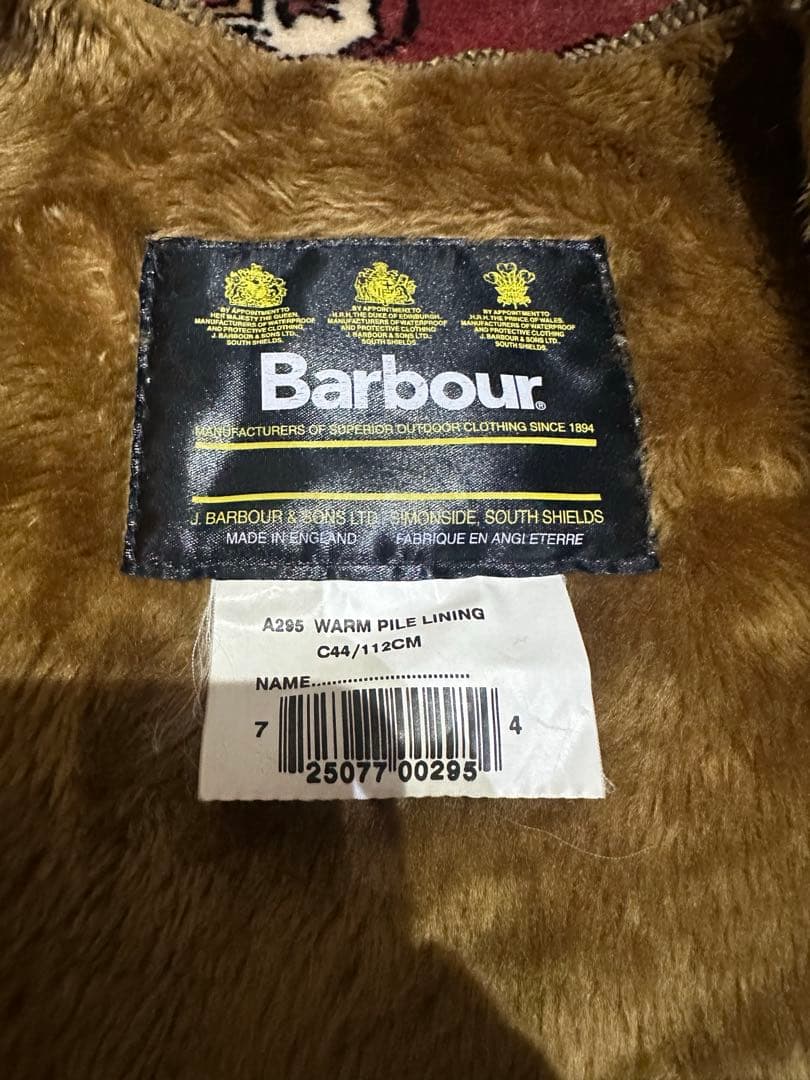 BY APPOINTMENT TO
HER MAJESTY THE QUEEN.
MANUFACTURERS OF WATERPROOF
AND PROTECTIVE CLOTHING.
J. BARBOUR & SONS LTD.
SOUTH SHIELDS.
BY APPOINTMENT TO
H.R.H. THE DUKE OF EDINBURGH.
MANUFACTURERS OF WATERPROOF
AND PROTECTIVE CLOTHING.
J. BARBOUR & SONS LTD.
SOUTH SHIELDS.
BY APPOINTMENT TO
H.R.H. THE PRINCE OF WALES.
MANUFACTURERS OF WATERPROOF
AND PROTECTIVE CLOTHING.
J. BARBOUR & SONS LTD.
SOUTH SHIELDS.
Barbour®
MANUFACTURERS OF SUPERIOR OUTDOOR CLOTHING SINCE 1894
J. BARBOUR & SONS LTD. SIMONSIDE, SOUTH SHIELDS
MADE IN ENGLAND FABRIQUE EN ANGLETERRE
A295 WARM PILE LINING
C44/112CM
NAME..............................
7 25077 00295 4